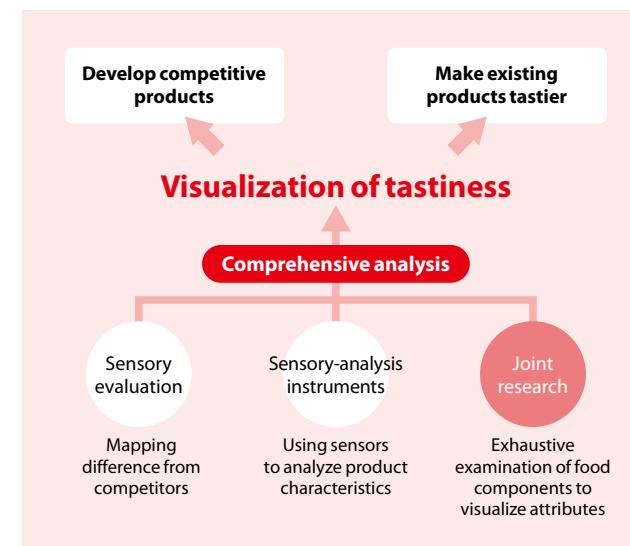 Develop competitive
products
Make existing
products tastier
Visualization of tastiness
Comprehensive analysis
Sensory
evaluation
Sensory-analysis
instruments
Joint
research
Mapping
difference from
competitors
Using sensors
to analyze product
characteristics
Exhaustive
examination of food
components to
visualize attributes